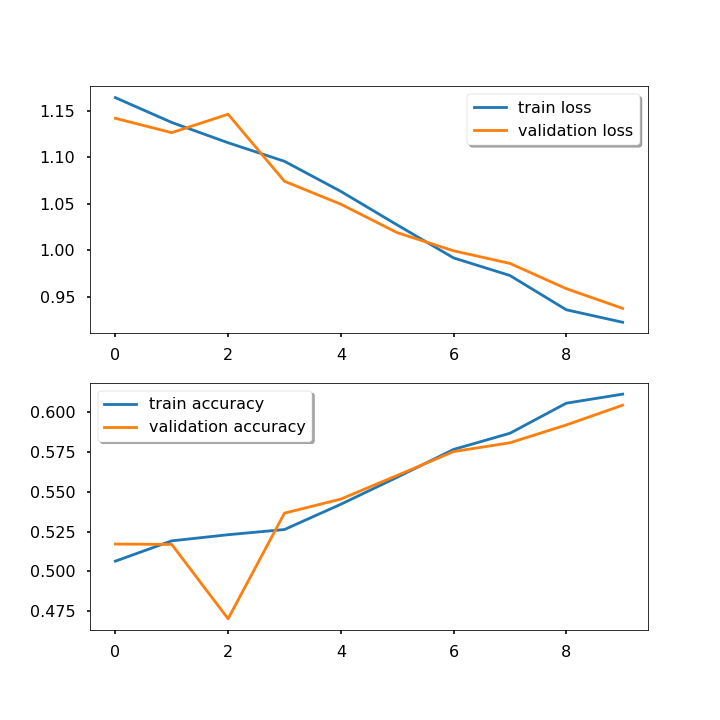 train loss
validation loss
1.15
1.10
1.05
1.00
0.95
0 2 4 6 8
train accuracy
validation accuracy
0.600
0.575
0.550
0.525
0.500
0.475
0 2 4 6 8